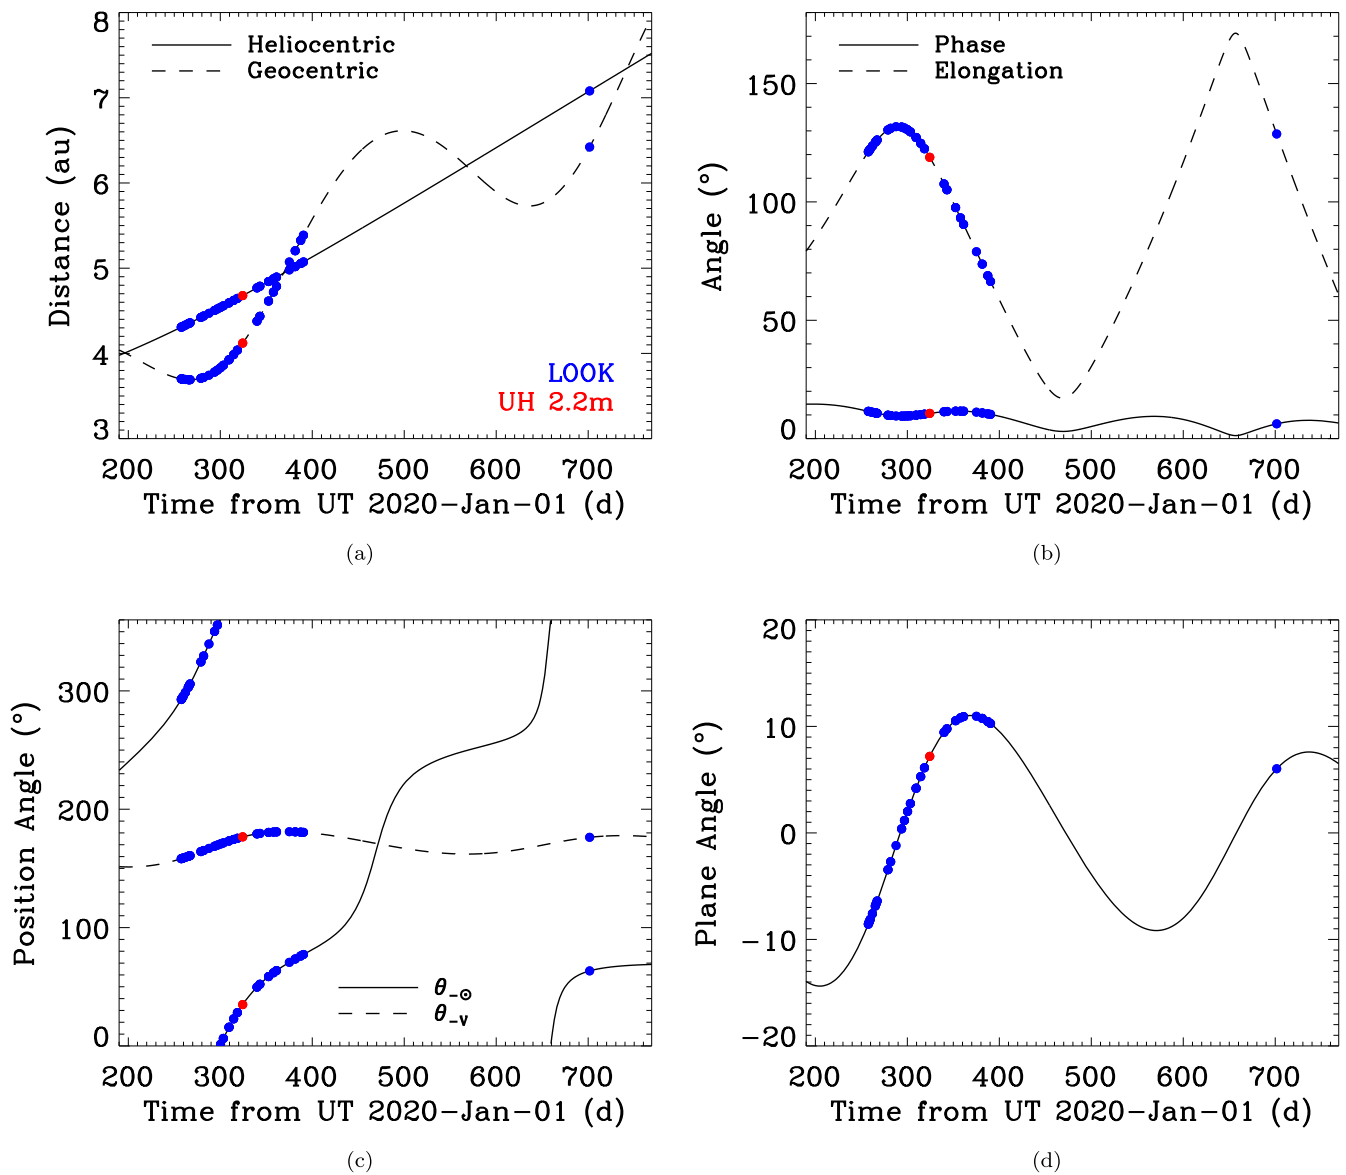 8
7
6
5
4
3
Distance (au)
Heliocentric
Geocentric
LOOK
UH 2.2m
200 300 400 500 600 700
Time from UT 2020-Jan-01 (d)
(a)
150
100
50
0
Angle (°)
Phase
Elongation
200 300 400 500 600 700
Time from UT 2020-Jan-01 (d)
(b)
300
200
100
0
Position Angle (°)
θ₋⊙
θ₋ᵥ
200 300 400 500 600 700
Time from UT 2020-Jan-01 (d)
(c)
20
10
0
-10
-20
Plane Angle (°)
200 300 400 500 600 700
Time from UT 2020-Jan-01 (d)
(d)